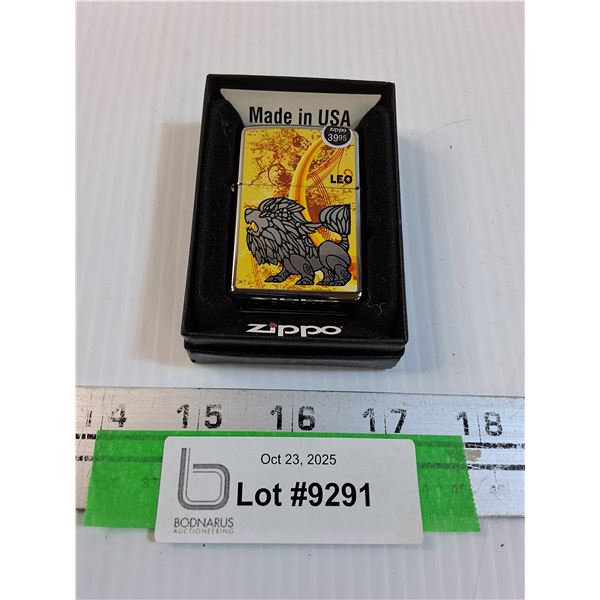 Made in USA
zippo
39.95
LEO
zippo
14 15 16 17 18
Oct 23, 2025
Lot #9291
BODNARUS
AUCTIONEERING